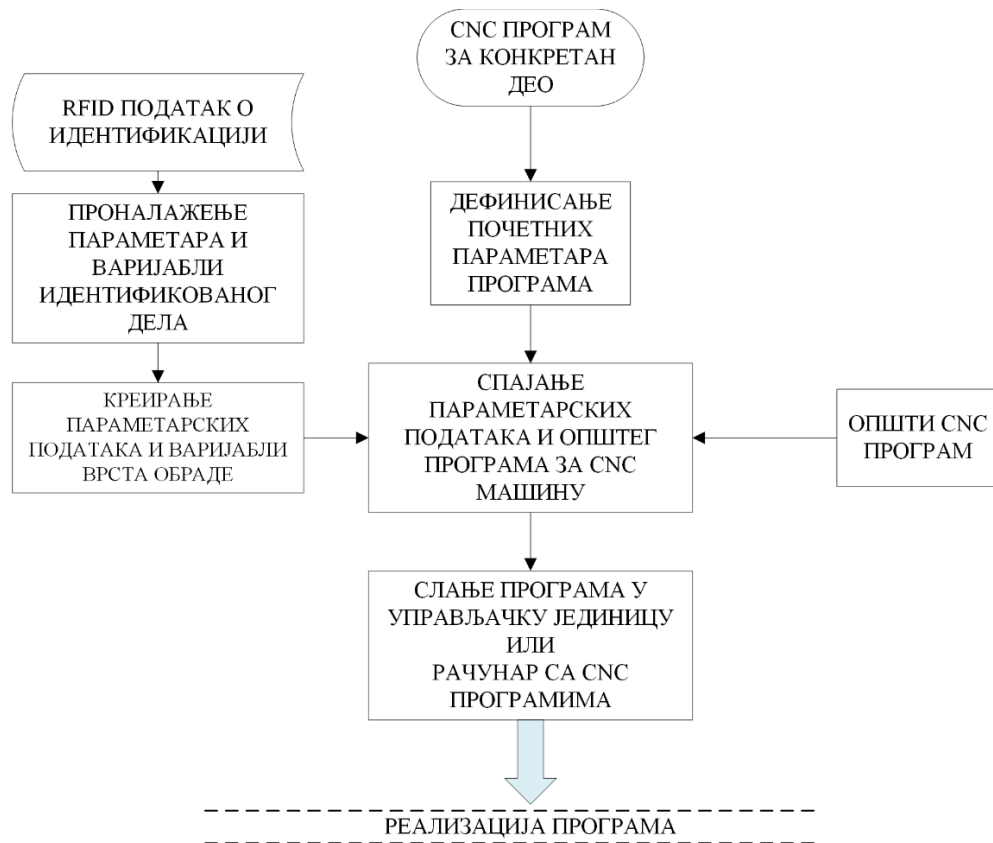 CNC ПРОГРАМ
ЗА КОНКРЕТАН
ДЕО
RFID ПОДАТАК О
ИДЕНТИФИКАЦИЈИ
ПРОНАЛАЖЕЊЕ
ПАРАМЕТАРА И
ВАРИЈАБЛИ
ИДЕНТИФИКОВАНОГ
ДЕЛА
ДЕФИНИСАЊЕ
ПОЧЕТНИХ
ПАРАМЕТАРА
ПРОГРАМА
КРЕИРАЊЕ
ПАРАМЕТАРСКИХ
ПОДАТАКА И ВАРИЈАБЛИ
ВРСТА ОБРАДЕ
СПАЈАЊЕ
ПАРАМЕТАРСКИХ
ПОДАТАКА И ОПШТЕГ
ПРОГРАМА ЗА CNC
МАШИНУ
ОПШТИ CNC
ПРОГРАМ
СЛАЊЕ ПРОГРАМА У
УПРАВЉАЧКУ ЈЕДИНИЦУ
ИЛИ
РАЧУНАР СА CNC
ПРОГРАМИМА
РЕАЛИЗАЦИЈА ПРОГРАМА